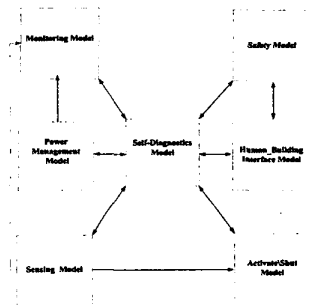 Monitoring Model
Safety Model
Power
Management
Model
Self-Diagnostics
Model
Human_Building
Interface Model
Sensing Model
Activate\Shut
Model